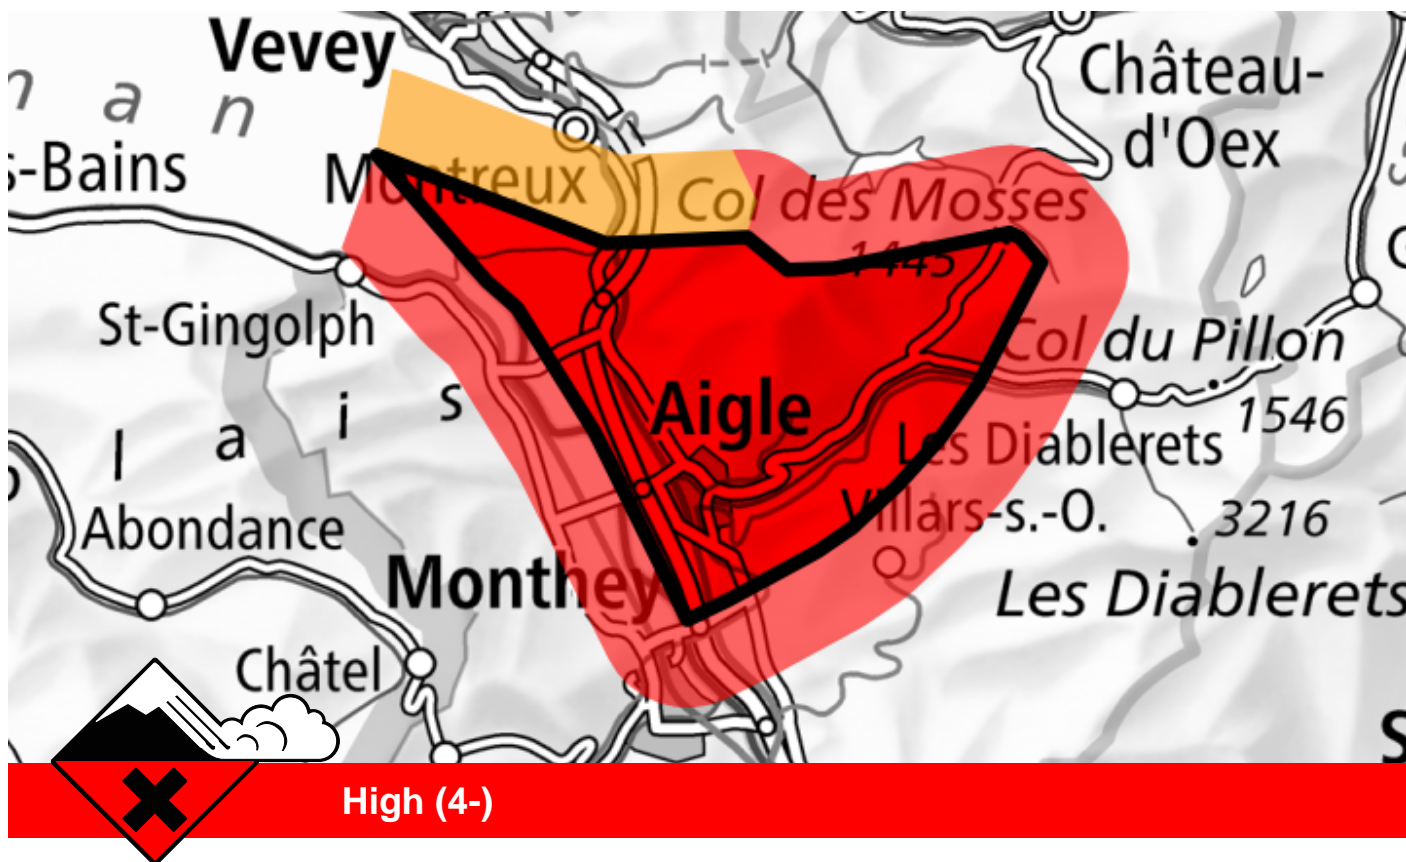 Vevey
Château-
d'Oex
n a n
s-Bains
Montreux
Col des Mosses
1445
St-Gingolph
Col du Pillon
1546
l a i s
Aigle
Les Diablerets
Abondance
Villars-s.-O.
3216
Monthey
Les Diablerets
Châtel
S
High (4-)